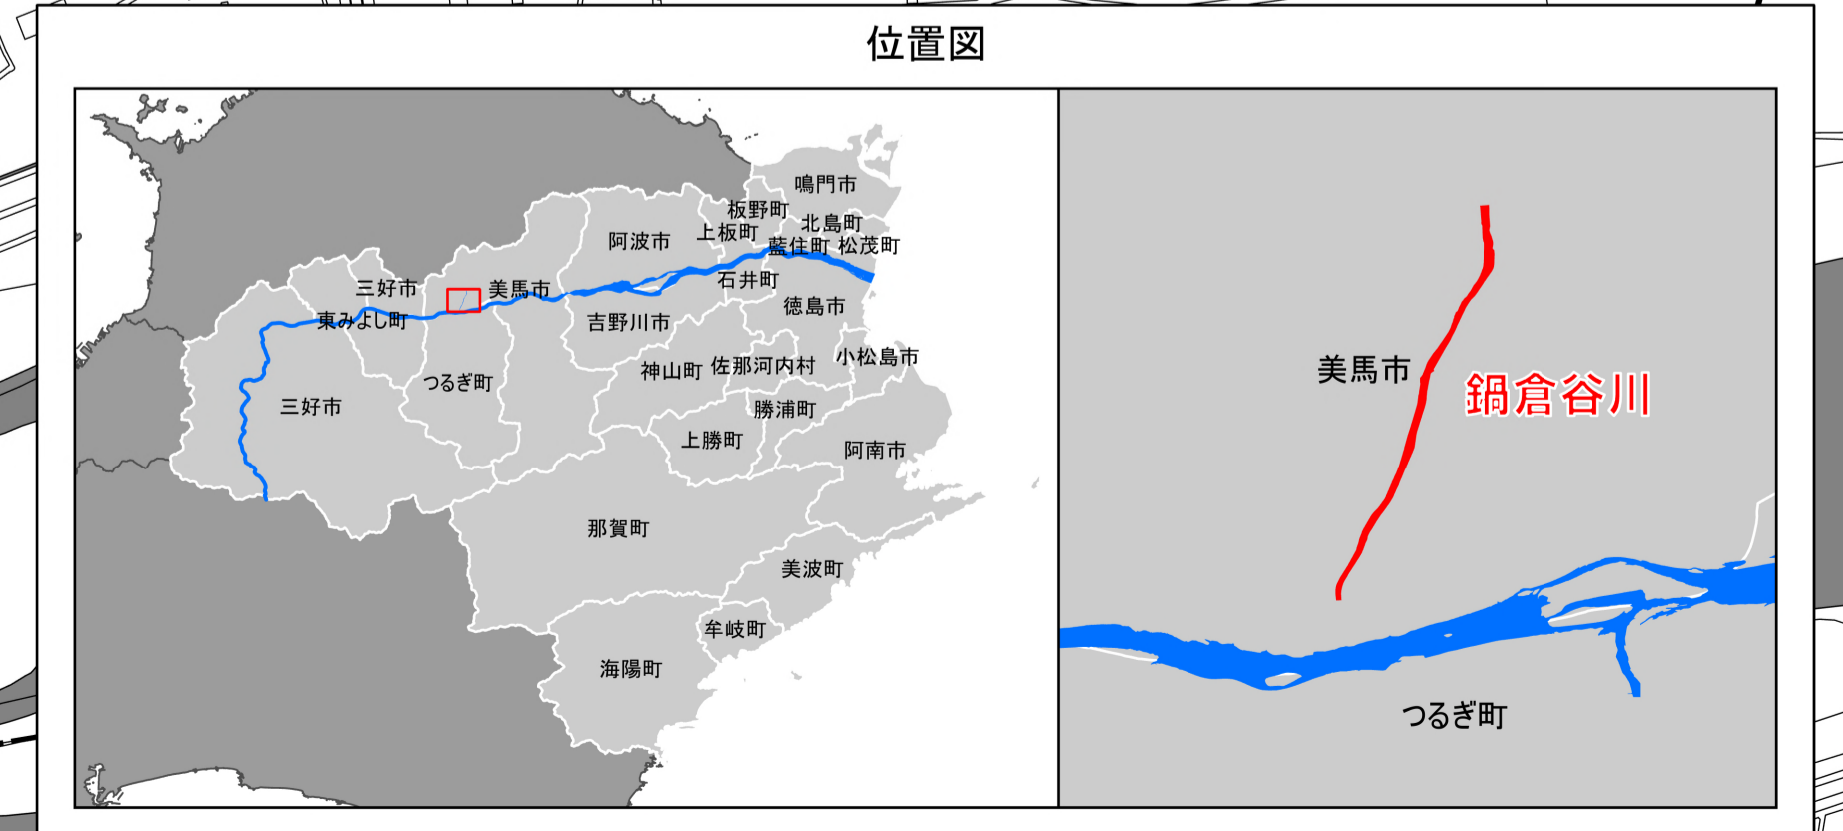 位置図
鳴門市
板野町
北島町
上板町
阿波市
藍住町
松茂町
石井町
三好市
美馬市
徳島市
東みよし町
吉野川市
小松島市
佐那河内村
神山町
つるぎ町
三好市
勝浦町
上勝町
阿南市
那賀町
美波町
牟岐町
海陽町
美馬市
鍋倉谷川
つるぎ町